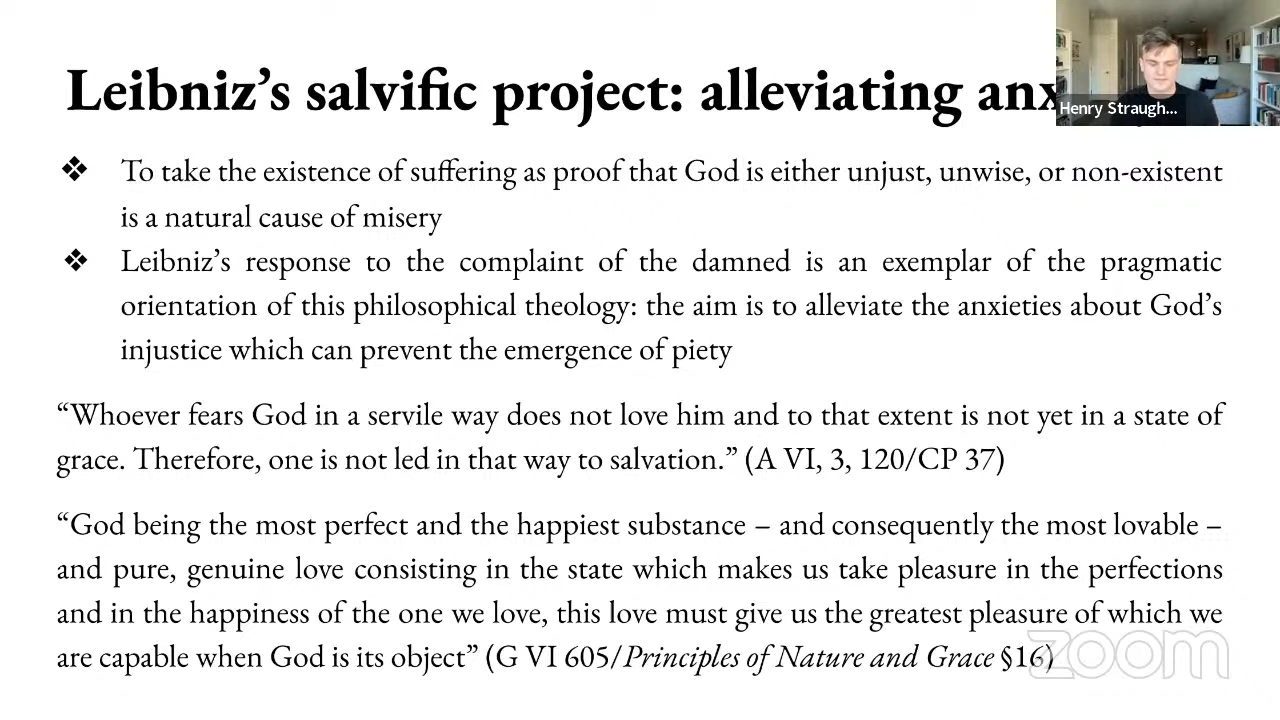 Leibniz’s salvific project: alleviating
Henry Straugh...
❖ To take the existence of suffering as proof that God is either unjust, unwise, or non-existent
is a natural cause of misery
❖ Leibniz’s response to the complaint of the damned is an exemplar of the pragmatic
orientation of this philosophical theology: the aim is to alleviate the anxieties about God’s
injustice which can prevent the emergence of piety
“Whoever fears God in a servile way does not love him and to that extent is not yet in a state of
grace. Therefore, one is not led in that way to salvation.” (A VI, 3, 120/CP 37)
“God being the most perfect and the happiest substance – and consequently the most lovable –
and pure, genuine love consisting in the state which makes us take pleasure in the perfections
and in the happiness of the one we love, this love must give us the greatest pleasure of which we
are capable when God is its object” (G VI 605/Principles of Nature and Grace §16)
zoom